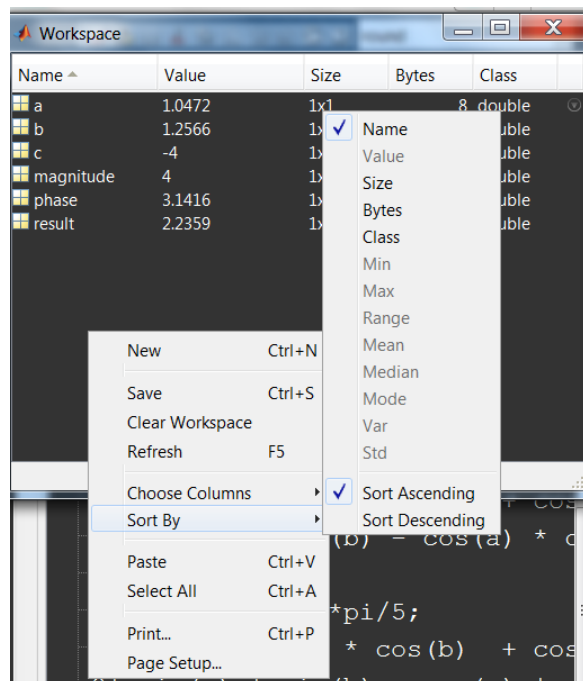 Workspace
Name Value Size Bytes Class
a 1.0472 1x1 8 double
b 1.2566
c -4
magnitude 4
phase 3.1416
result 2.2359
Name
Value
Size
Bytes
Class
Min
Max
Range
Mean
Median
Mode
Var
Std
Sort Ascending
Sort Descending
New Ctrl+N
Save Ctrl+S
Clear Workspace
Refresh F5
Choose Columns
Sort By
Paste Ctrl+V
Select All Ctrl+A
Print... Ctrl+P
Page Setup...
+ cos
(b) - cos(a) * c
*pi/5;
* cos(b) + cos